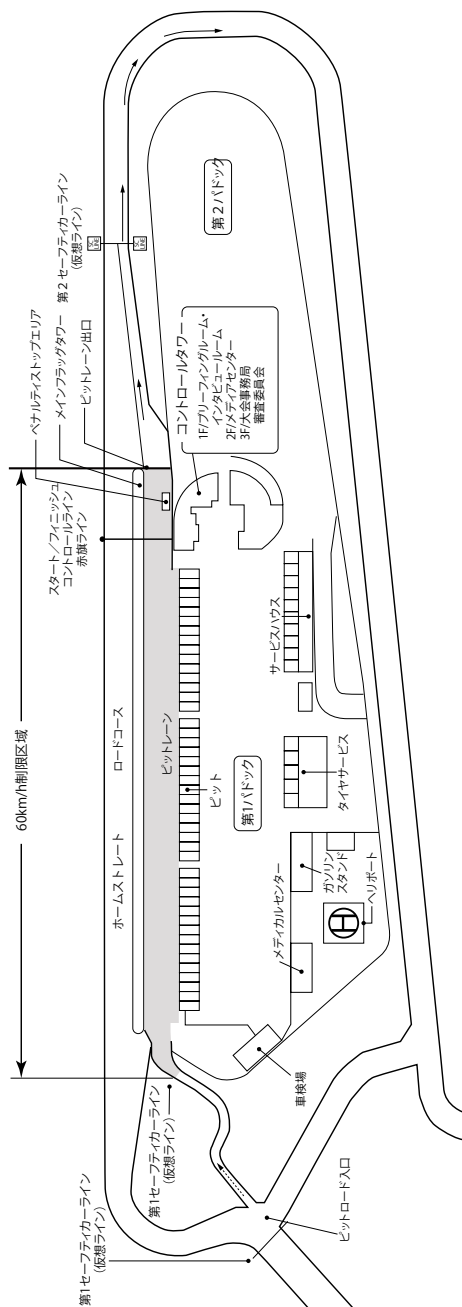 60km/h制限区域
スタート／フィニッシュ
コントロールライン
赤旗ライン
ペナルティストップエリア
メインフラッグタワー
ピットレーン出口
第2セーフティカーライン
(仮想ライン)
SC
LINE
SC
LINE
ホームストレート
ロードコース
ピットレーン
ピット
第1パドック
第2パドック
コントロールタワー
1F/ブリーフィングルーム・
インタビュールーム
2F/メディアセンター
3F/大会事務局
審査委員会
サービスハウス
タイヤサービス
ガソリン
スタンド
ヘリポート
H
メディカルセンター
車検場
第1セーフティカーライン
(仮想ライン)
第1セーフティカーライン
(仮想ライン)
ピットロード入口